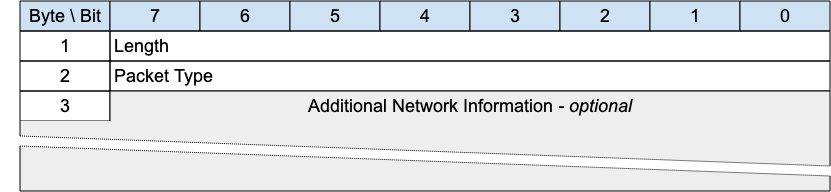 Byte \ Bit 7 6 5 4 3 2 1 0
1 Length
2 Packet Type
3 Additional Network Information - optional